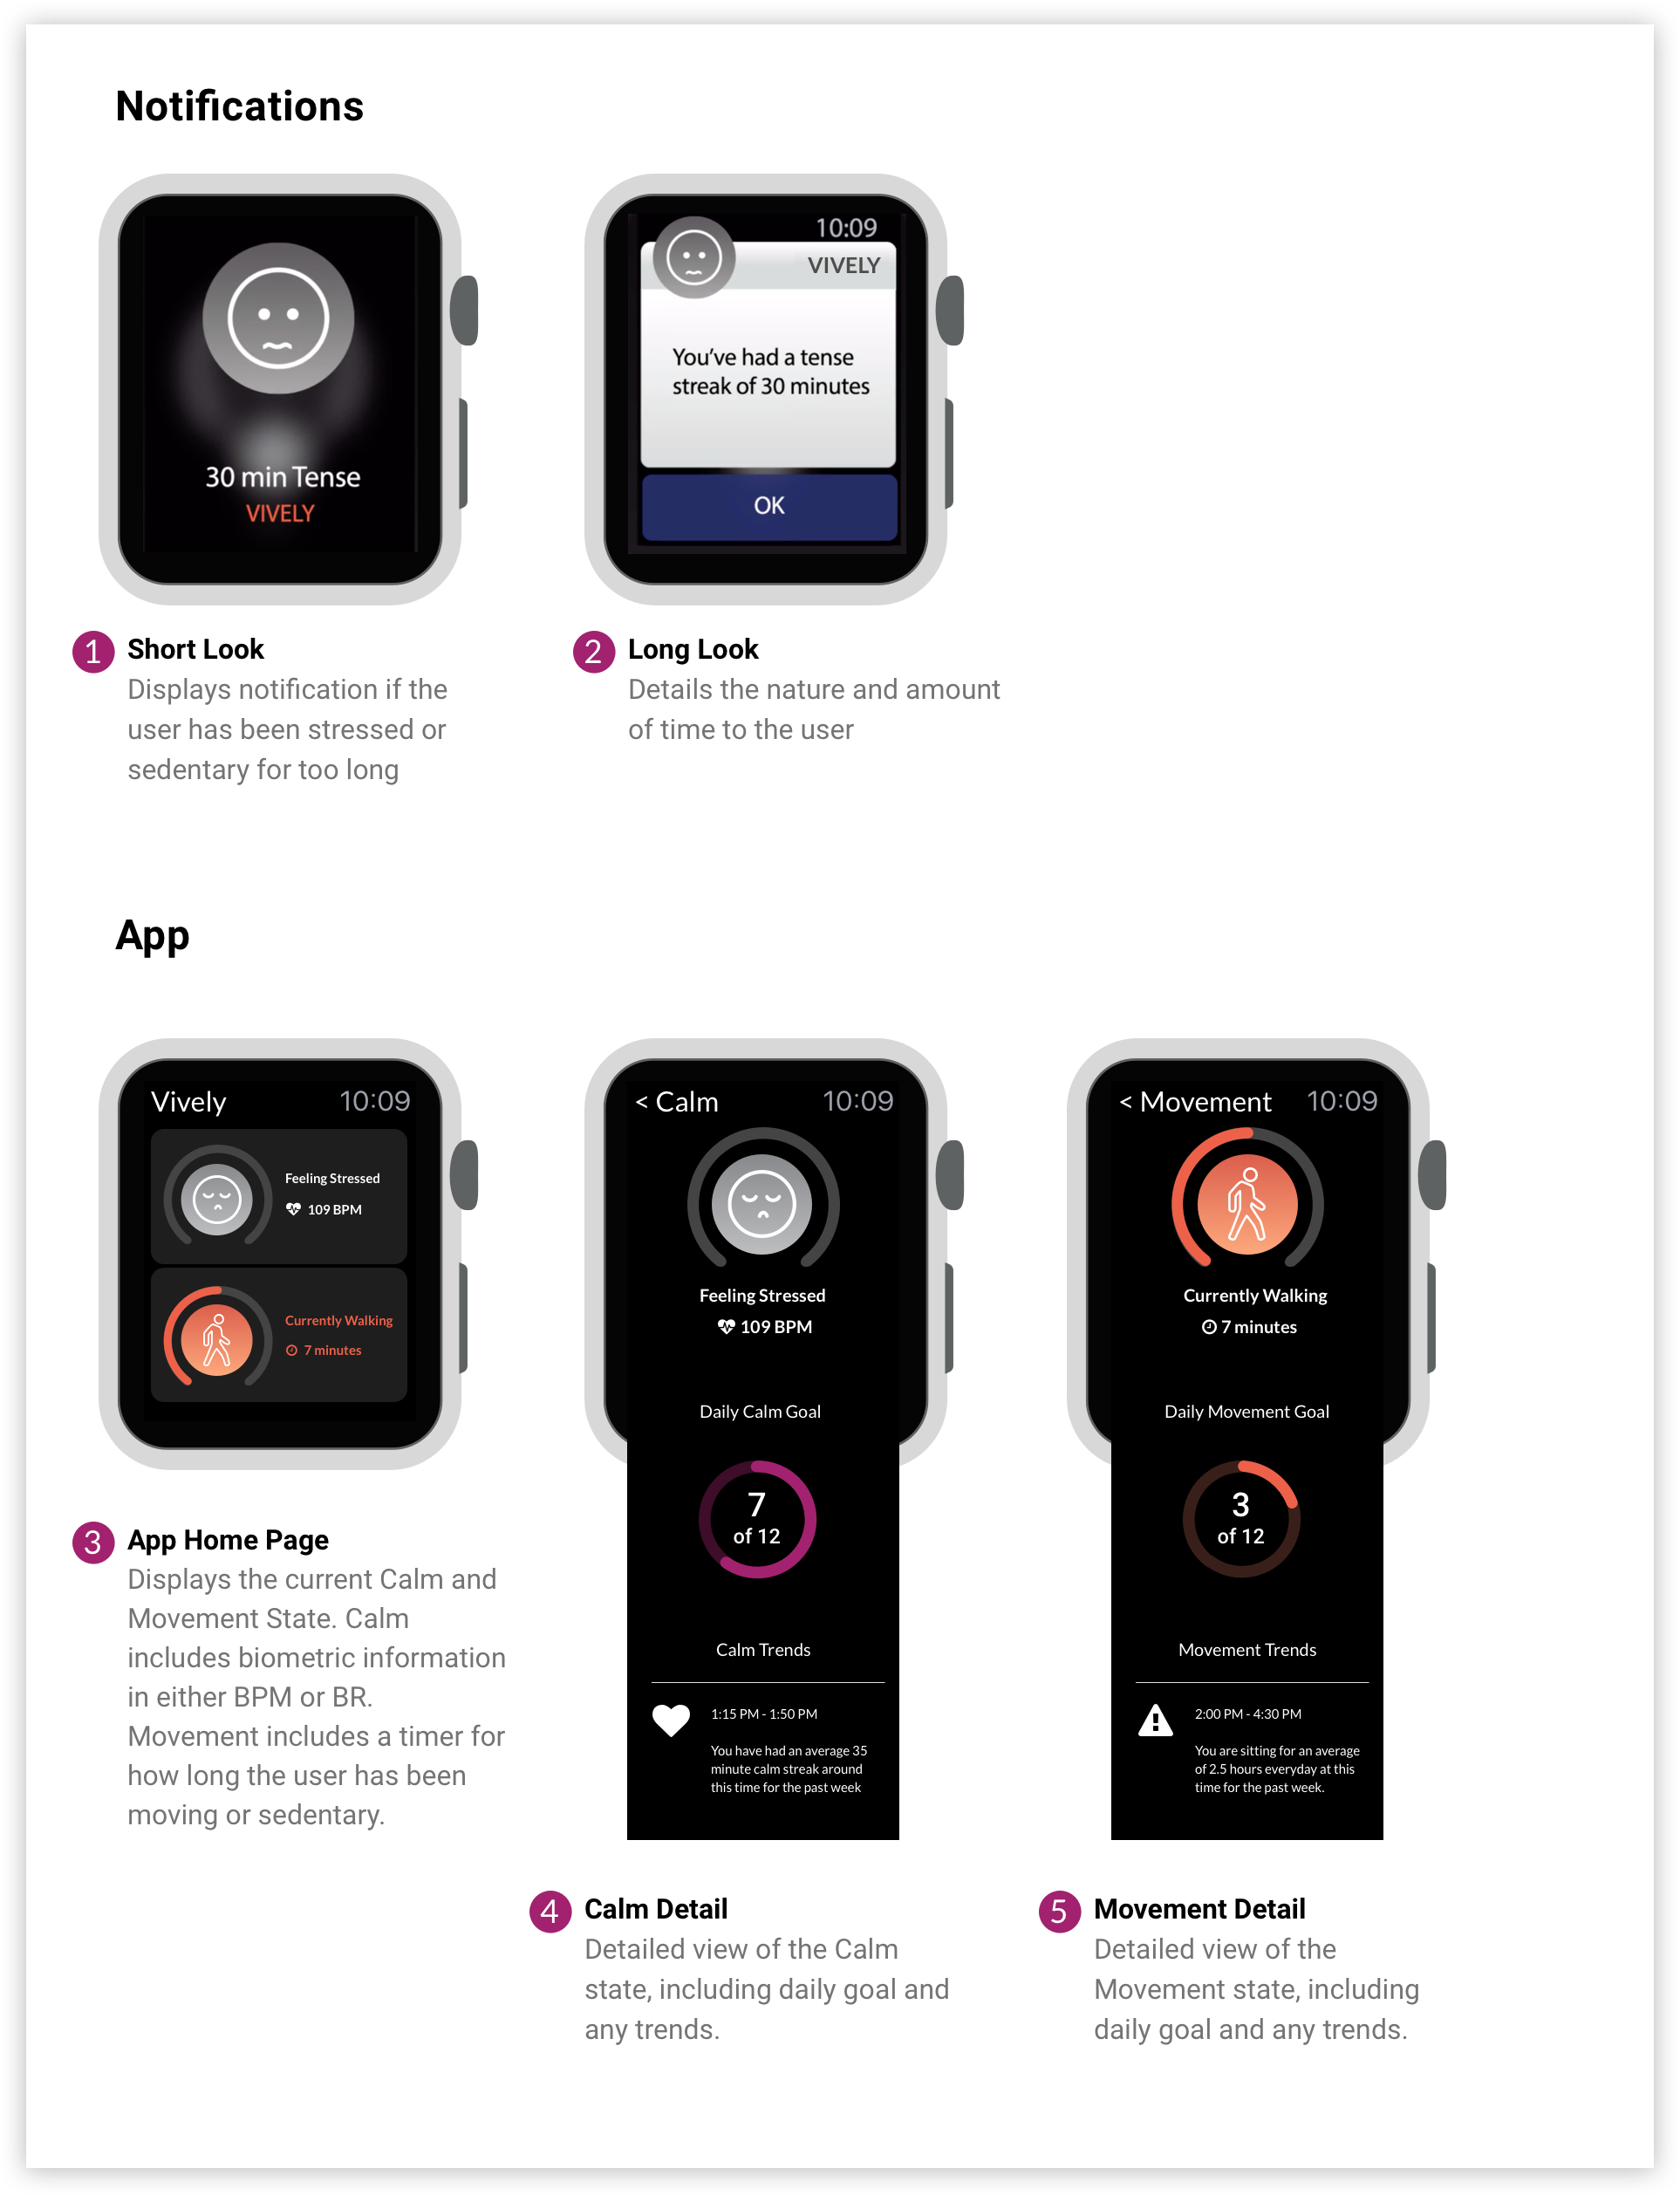 Notifications
30 min Tense
VIVELY
10:09
VIVELY
You've had a tense
streak of 30 minutes
OK
1 Short Look
Displays notification if the
user has been stressed or
sedentary for too long
2 Long Look
Details the nature and amount
of time to the user
App
Vively 10:09
Feeling Stressed
109 BPM
Currently Walking
7 minutes
3 App Home Page
Displays the current Calm and
Movement State. Calm
includes biometric information
in either BPM or BR.
Movement includes a timer for
how long the user has been
moving or sedentary.
< Calm 10:09
Feeling Stressed
109 BPM
Daily Calm Goal
7
of 12
Calm Trends
1:15 PM - 1:50 PM
You have had an average 35
minute calm streak around
this time for the past week
4 Calm Detail
Detailed view of the Calm
state, including daily goal and
any trends.
< Movement 10:09
Currently Walking
7 minutes
Daily Movement Goal
3
of 12
Movement Trends
2:00 PM - 4:30 PM
You are sitting for an average
of 2.5 hours everyday at this
time for the past week.
5 Movement Detail
Detailed view of the
Movement state, including
daily goal and any trends.